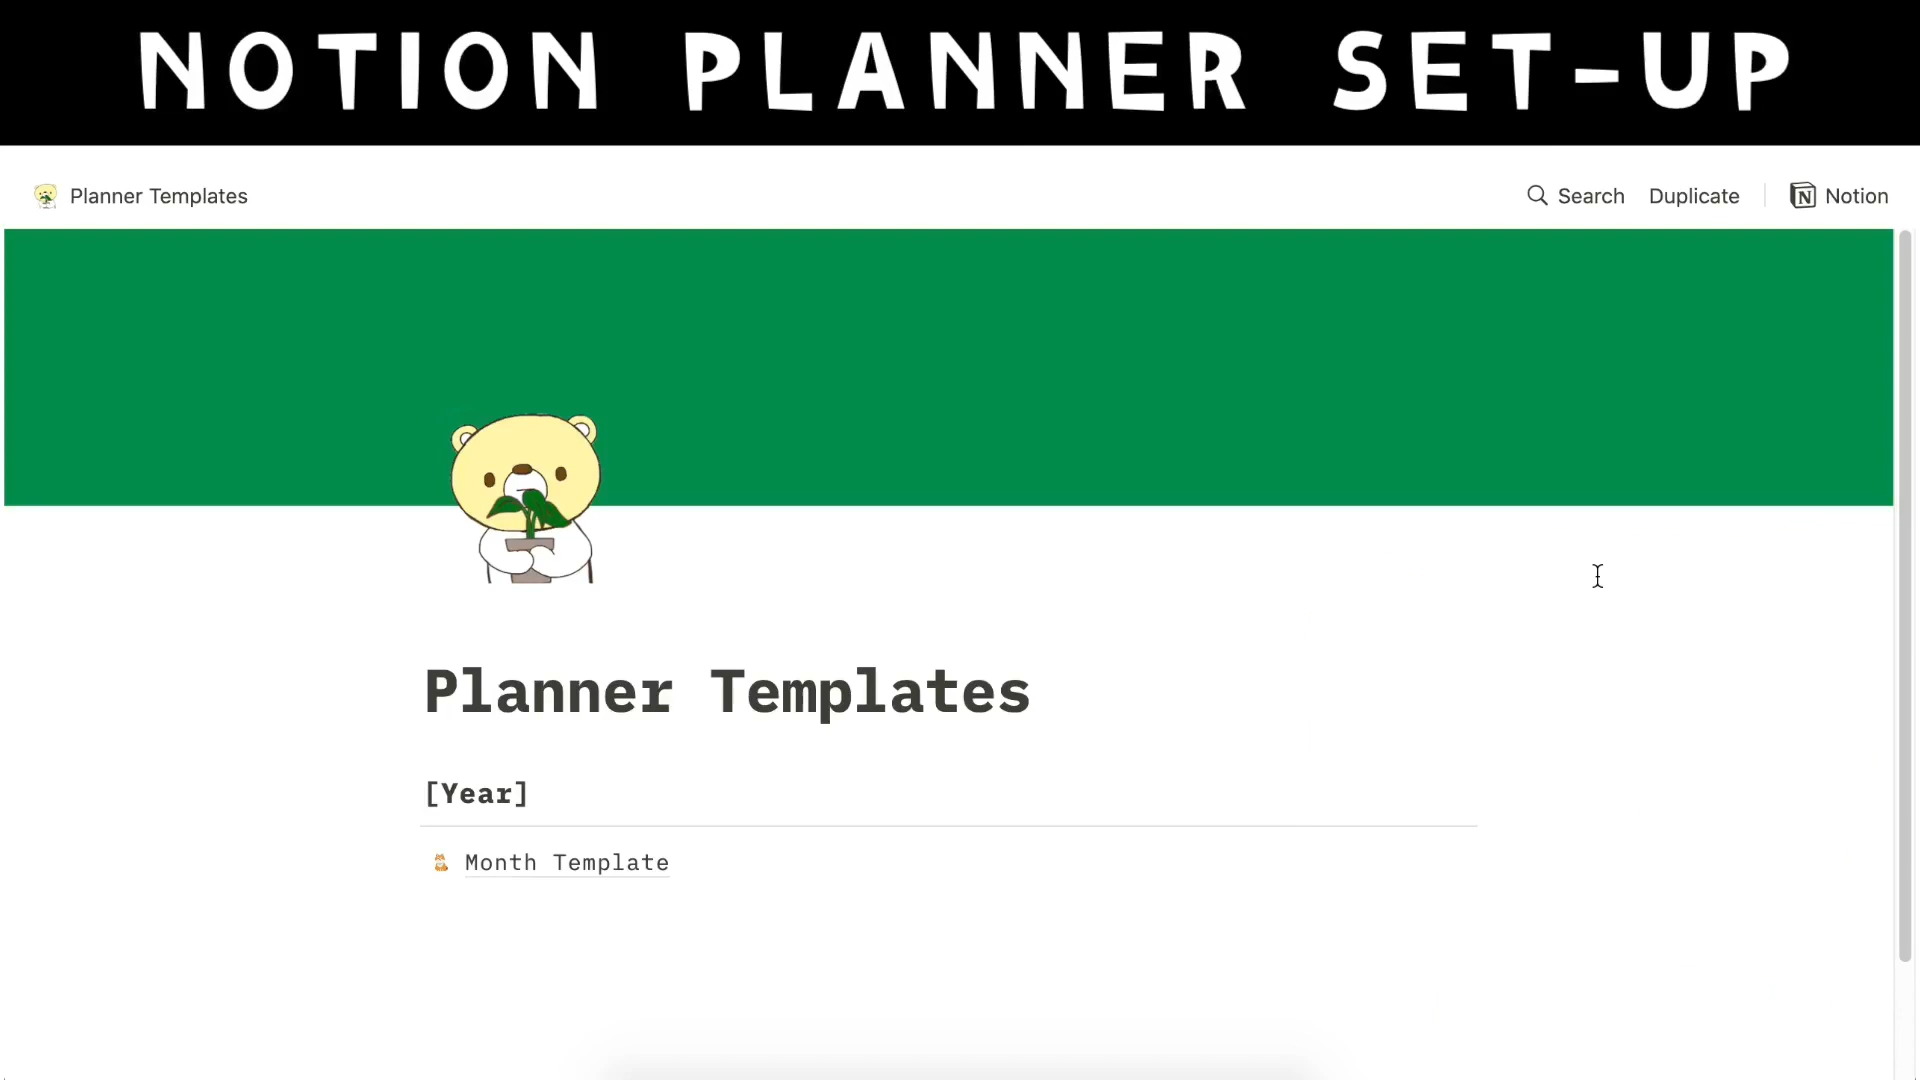 NOTION PLANNER SET-UP
Planner Templates
Search Duplicate Notion
Planner Templates
[Year]
Month Template